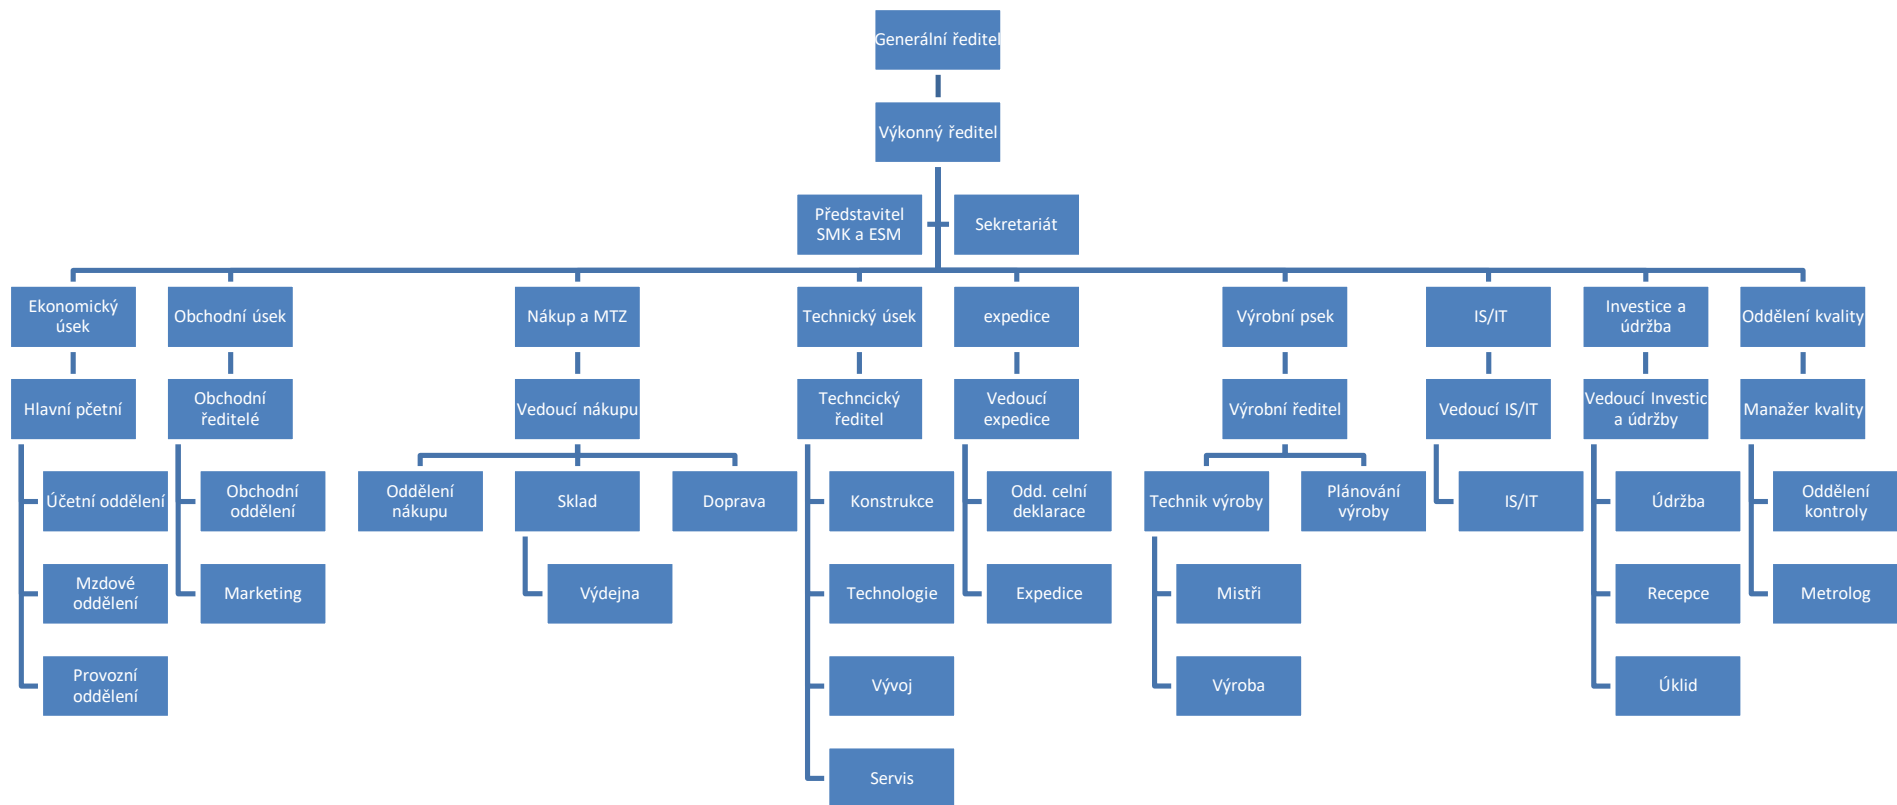 Generální ředitel
Výkonný ředitel
Představitel
SMK a ESM
Sekretariát
Ekonomický
úsek
Obchodní úsek
Nákup a MTZ
Technický úsek
expedice
Výrobní psek
IS/IT
Investice a
údržba
Oddělení kvality
Hlavní pčetní
Obchodní
ředitelé
Vedoucí nákupu
Techncický
ředitel
Vedoucí
expedice
Výrobní ředitel
Vedoucí IS/IT
Vedoucí Investic
a údržby
Manažer kvality
Účetní oddělení
Obchodní
oddělení
Oddělení
nákupu
Sklad
Doprava
Konstrukce
Odd. celní
deklarace
Technik výroby
Plánování
výroby
IS/IT
Údržba
Oddělení
kontroly
Mzdové
oddělení
Marketing
Výdejna
Technologie
Expedice
Mistři
Recepce
Metrolog
Provozní
oddělení
Vývoj
Výroba
Úklid
Servis